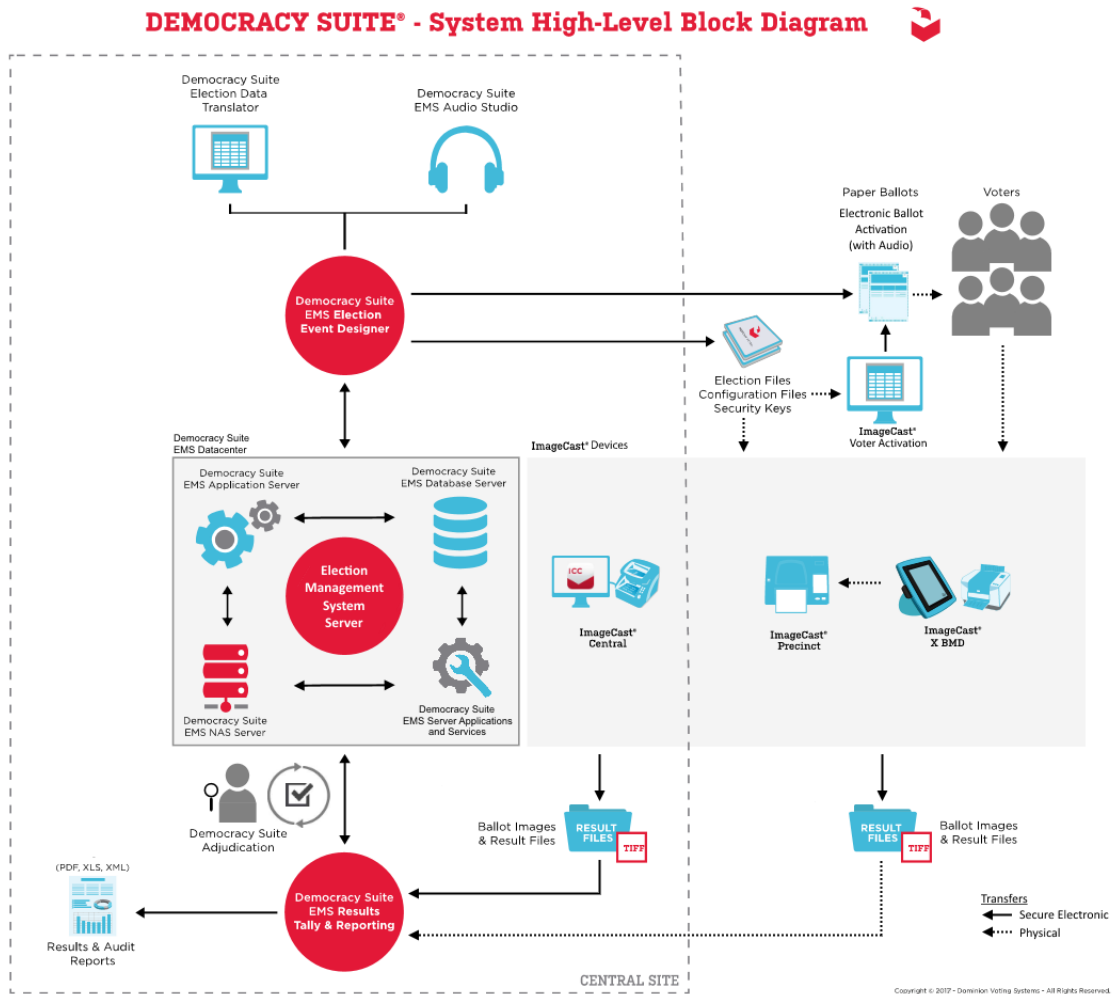 DEMOCRACY SUITE® - System High-Level Block Diagram
Democracy Suite
Election Data
Translator
Democracy Suite
EMS Audio Studio
Paper Ballots
Electronic Ballot
Activation
(with Audio)
Voters
Democracy Suite
EMS Election
Event Designer
Election Files
Configuration Files
Security Keys
ImageCast®
Voter Activation
Democracy Suite
EMS Datacenter
ImageCast® Devices
Democracy Suite
EMS Application Server
Democracy Suite
EMS Database Server
Election
Management
System
Server
ICC
ImageCast®
Central
ImageCast®
Precinct
ImageCast®
X BMD
Democracy Suite
EMS NAS Server
Democracy Suite
EMS Server Applications
and Services
Democracy Suite
Adjudication
Ballot Images
& Result Files
RESULT
FILES
TIFF
RESULT
FILES
TIFF
Ballot Images
& Result Files
(PDF, XLS, XML)
Results & Audit
Reports
Democracy Suite
EMS Results
Tally & Reporting
Transfers
Secure Electronic
Physical
CENTRAL SITE
Copyright © 2017 - Dominion Voting Systems - All Rights Reserved.